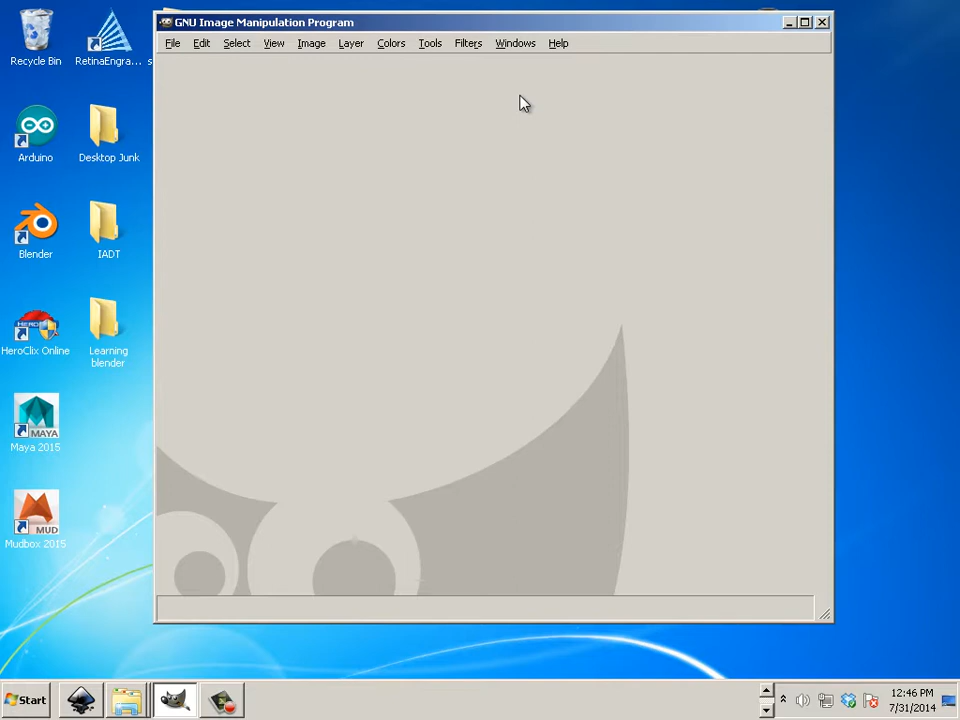 GNU Image Manipulation Program
File Edit Select View Image Layer Colors Tools Filters Windows Help
Recycle Bin
RetinaEngra...
Arduino
Desktop Junk
Blender
IADT
HeroClix Online
Learning
blender
MAYA
Maya 2015
MUD
Mudbox 2015
Start
12:46 PM
7/31/2014